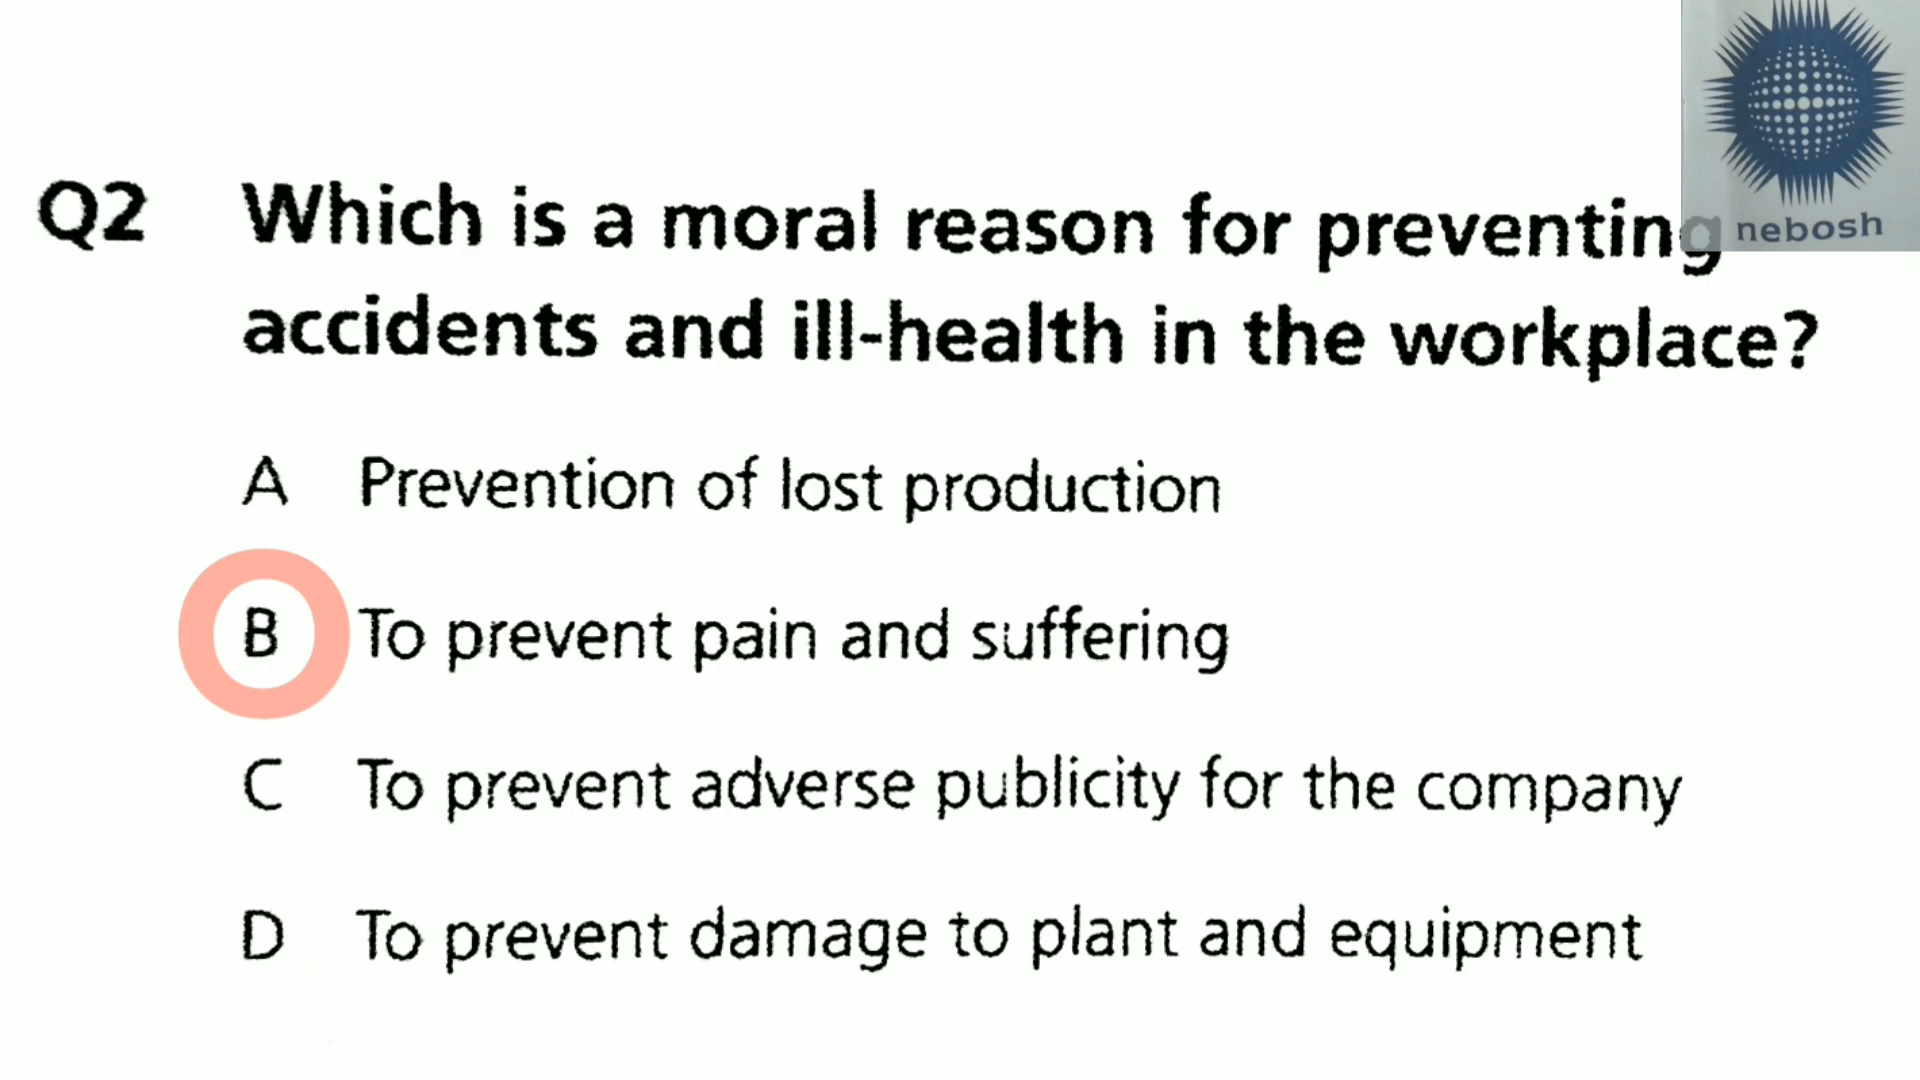 nebosh
Q2 Which is a moral reason for preventing
accidents and ill-health in the workplace?
A Prevention of lost production
B To prevent pain and suffering
C To prevent adverse publicity for the company
D To prevent damage to plant and equipment